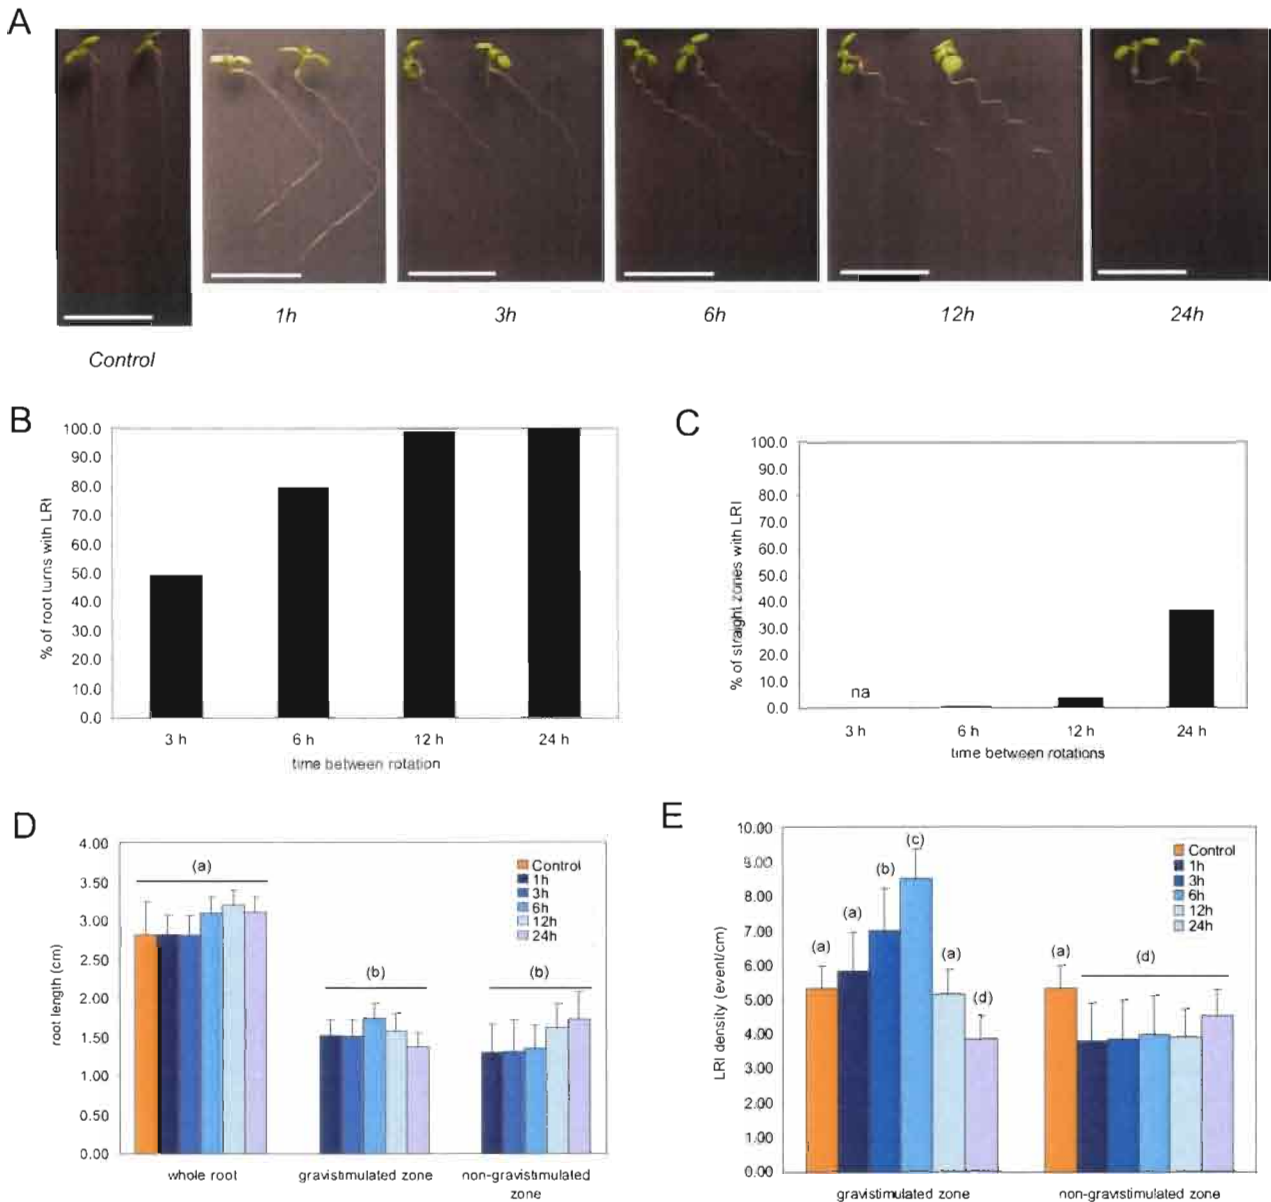 A
1h
3h
6h
12h
24h
Control
B
% of root turns with LRI
100.0
90.0
80.0
70.0
60.0
50.0
40.0
30.0
20.0
10.0
0.0
3 h
6 h
12 h
24 h
time between rotation
C
% of straight zones with LRI
100.0
90.0
80.0
70.0
60.0
50.0
40.0
30.0
20.0
10.0
0.0
na
3 h
6 h
12 h
24 h
time between rotations
D
root length (cm)
4.00
3.50
3.00
2.50
2.00
1.50
1.00
0.50
0.00
(a)
(b)
(b)
Control
1h
3h
6h
12h
24h
whole root
gravistimulated zone
non-gravistimulated
zone
E
LRI density (event/cm)
10.00
9.00
8.00
7.00
6.00
5.00
4.00
3.00
2.00
1.00
0.00
(a)
(a)
(b)
(c)
(a)
(d)
(a)
(d)
Control
1h
3h
6h
12h
24h
gravistimulated zone
non-gravistimulated zone